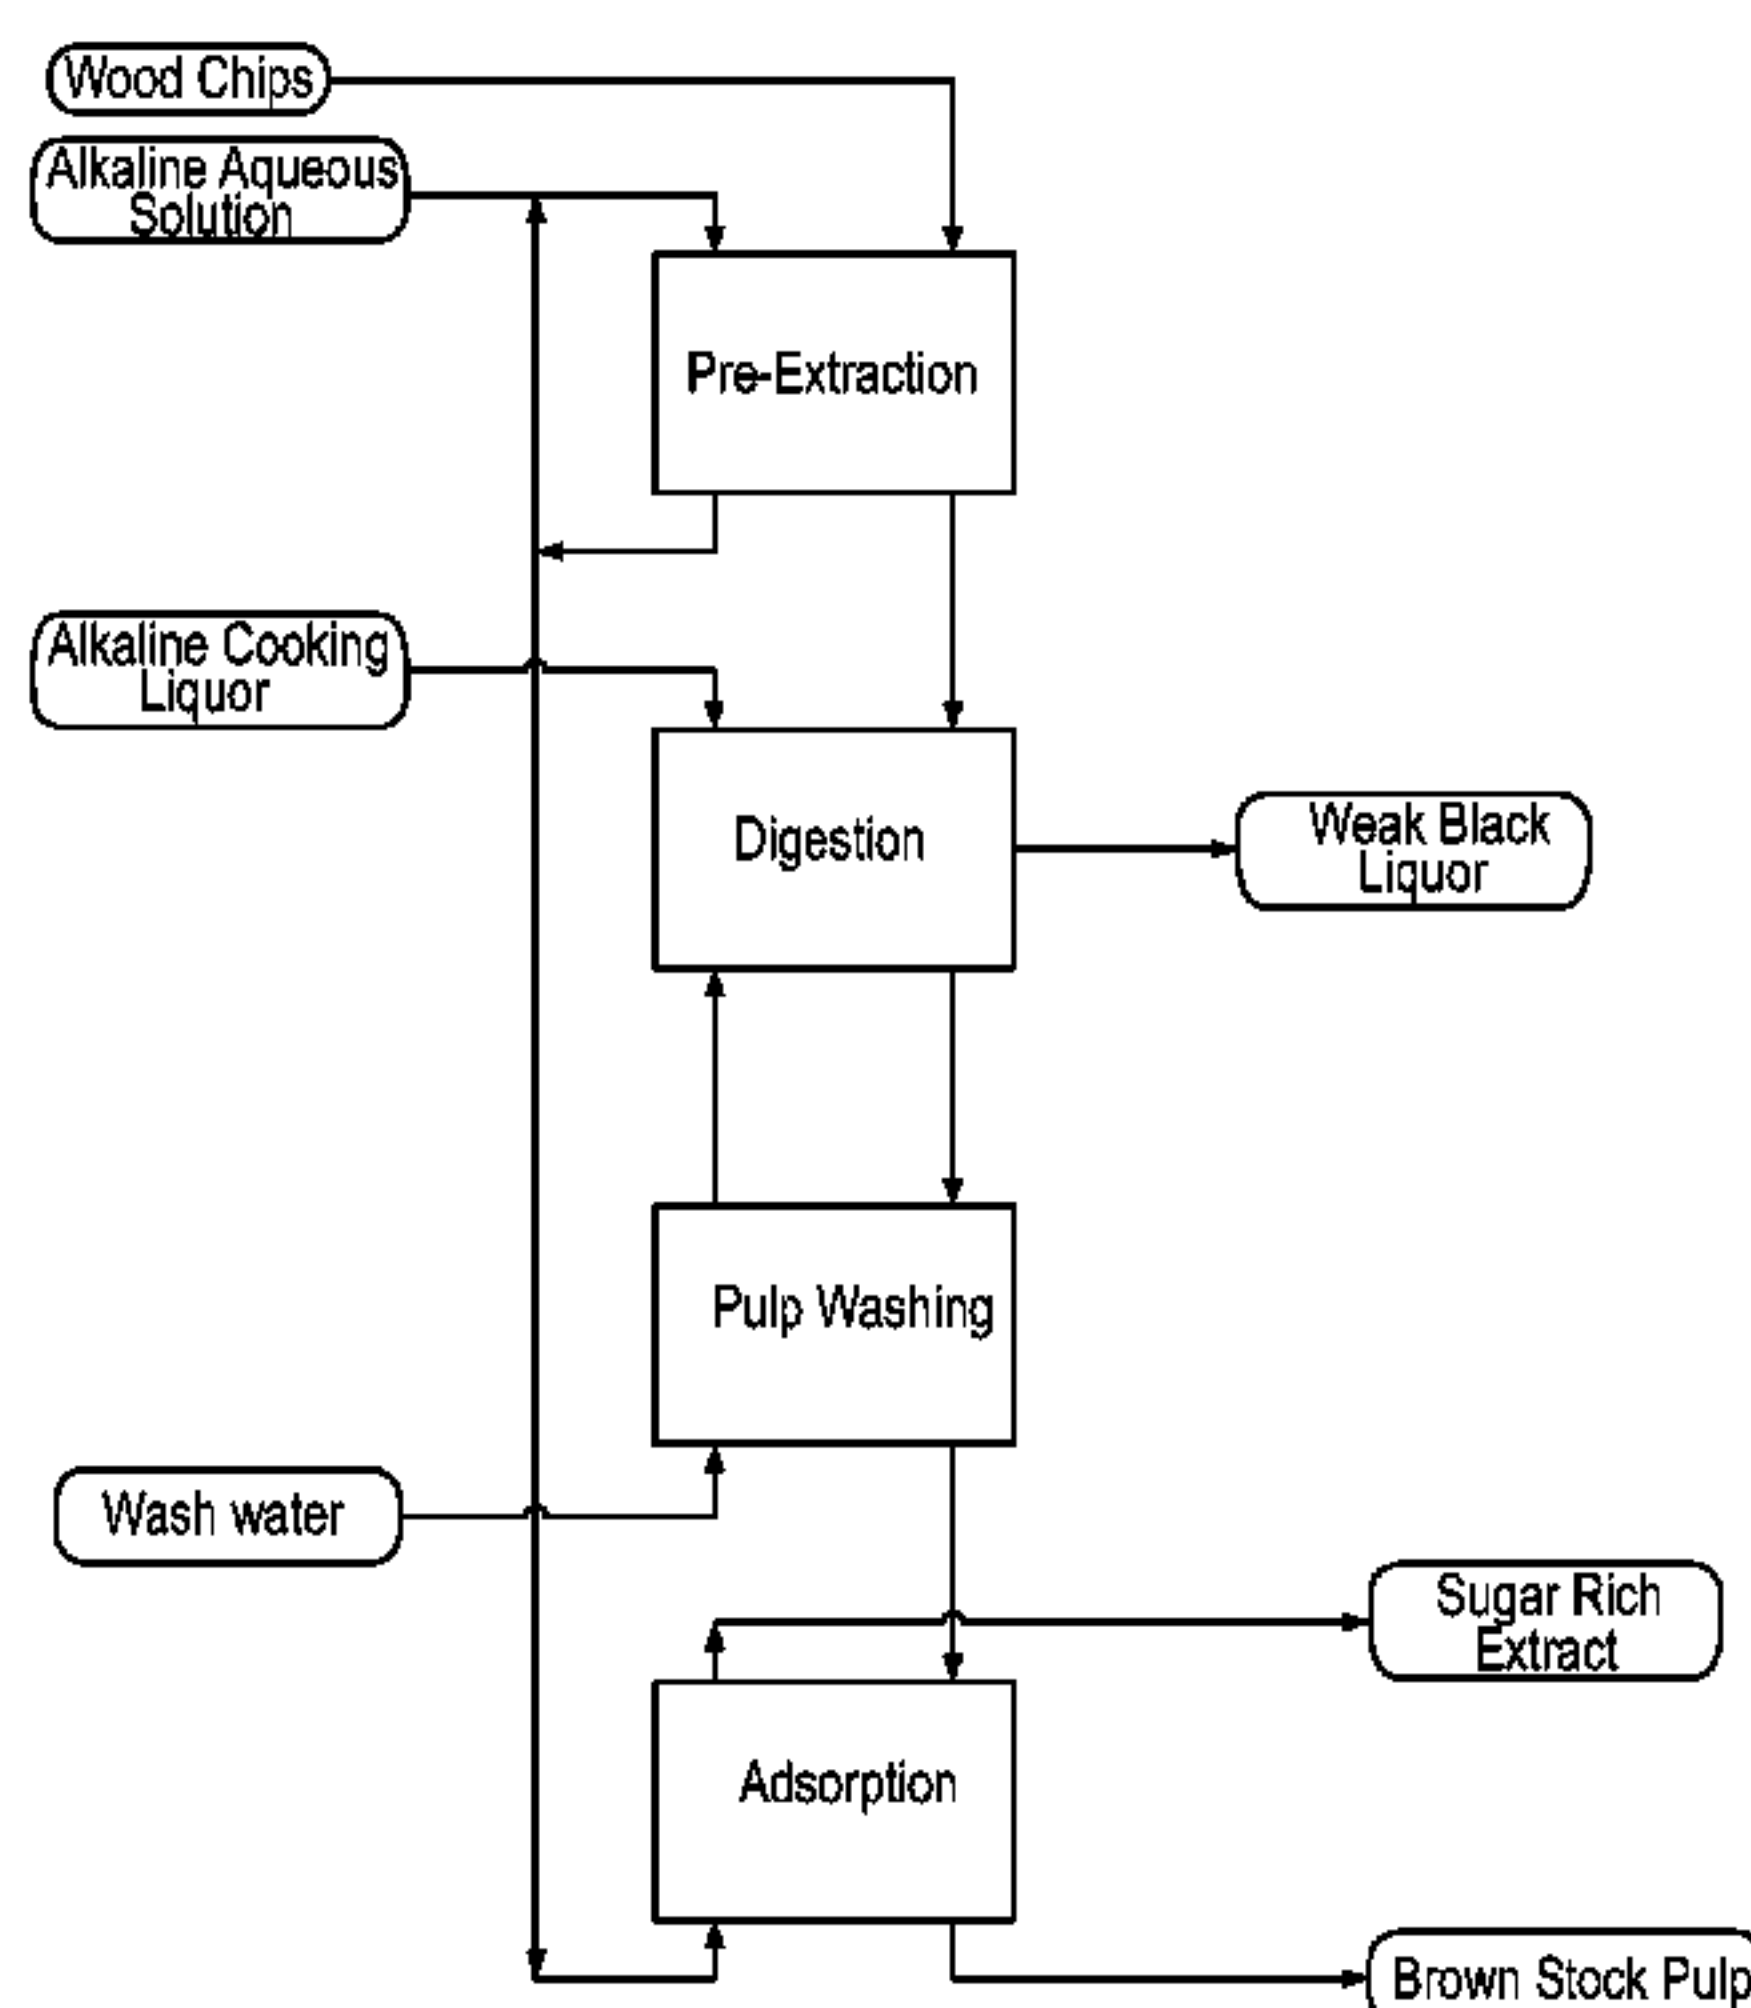 Wood Chips
Alkaline Aqueous
Solution
Pre-Extraction
Alkaline Cooking
Liquor
Digestion
Weak Black
Liquor
Pulp Washing
Wash water
Sugar Rich
Extract
Adsorption
Brown Stock Pulp